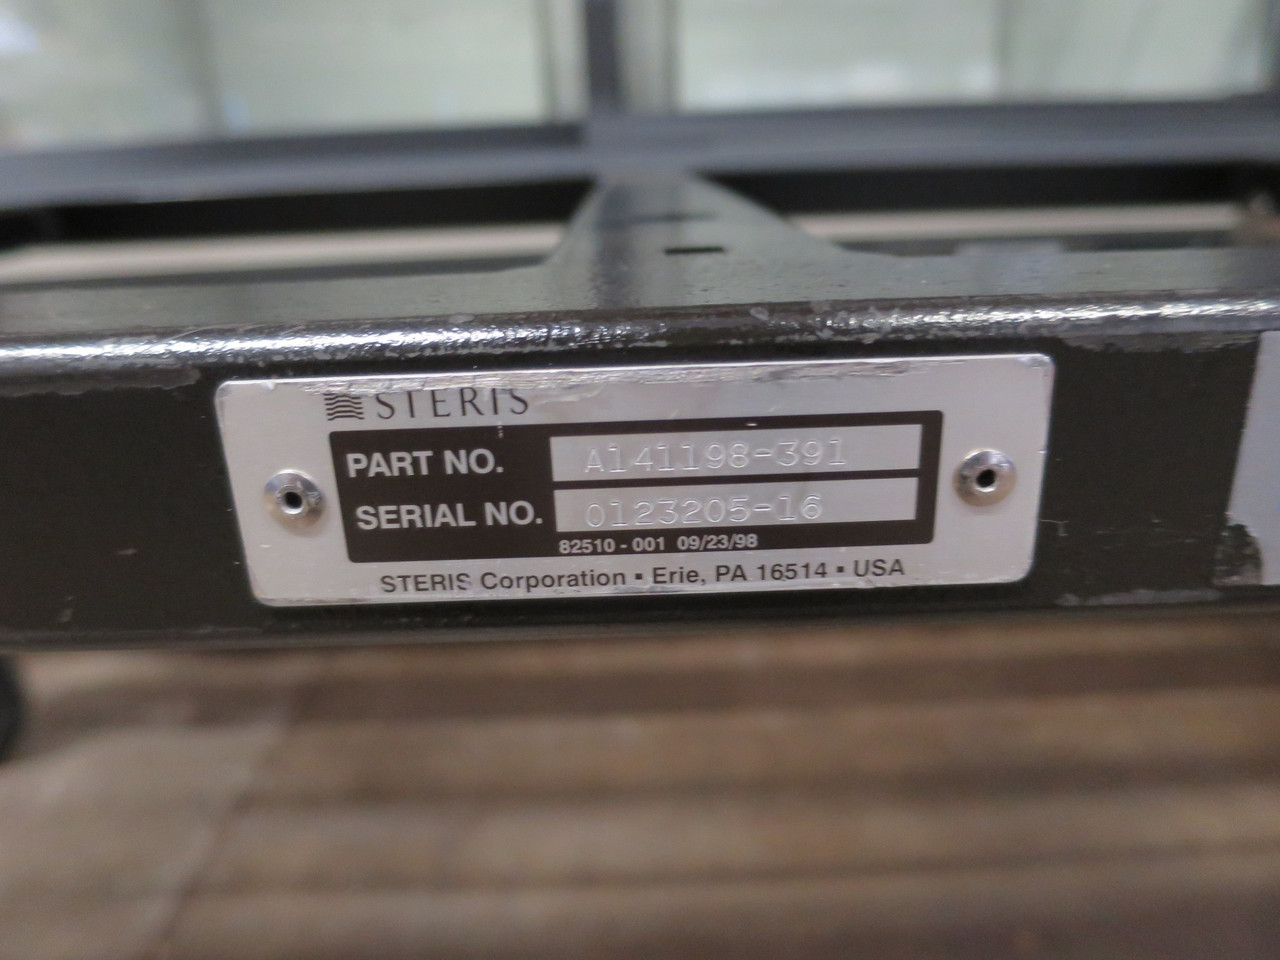 STERIS
PART NO. A141198-391
SERIAL NO. 0123205-16
82510 - 001 09/23/98
STERIS Corporation ▪ Erie, PA 16514 ▪ USA